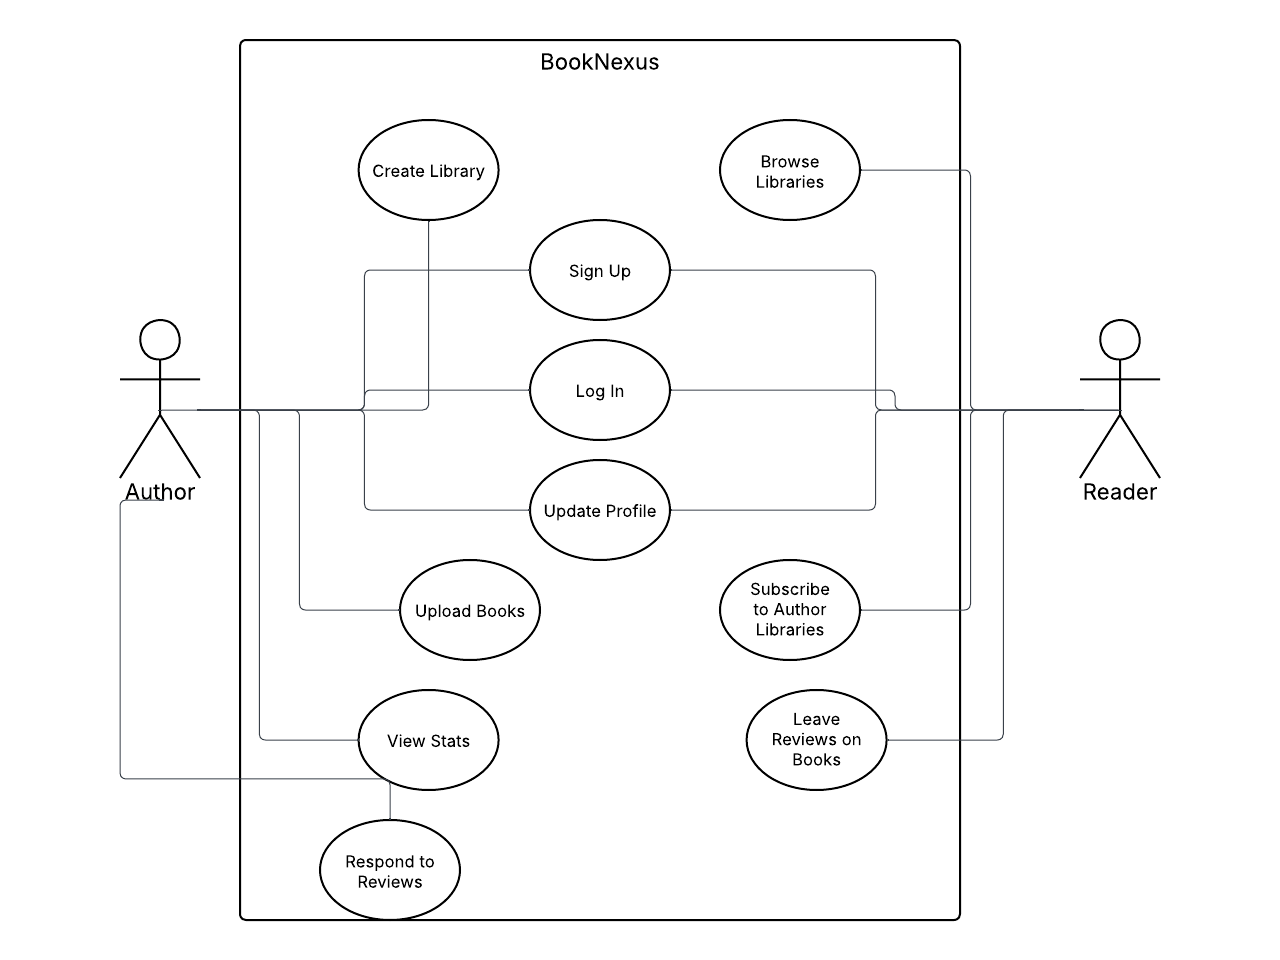 BookNexus
Create Library
Browse
Libraries
Sign Up
Log In
Author
Reader
Update Profile
Upload Books
Subscribe
to Author
Libraries
View Stats
Leave
Reviews on
Books
Respond to
Reviews